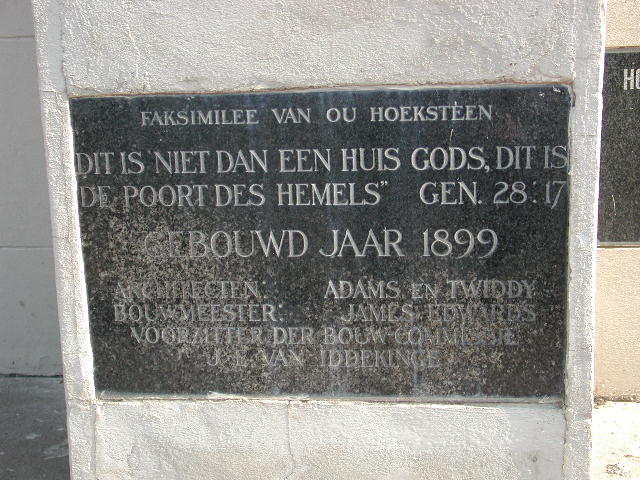 FAKSIMILEE VAN OU HOEKSTEEN
DIT IS 'NIET DAN EEN HUIS GODS, DIT IS
DE POORT DES HEMELS" GEN. 28:17
GEBOUWD JAAR 1899
ARCHITECTEN: ADAMS EN TWIDDY
BOUWMEESTER: JAMES EDWARDS
VOORZITTER DER BOUW COMMISSIE
VAN IDDEKINGE
HO